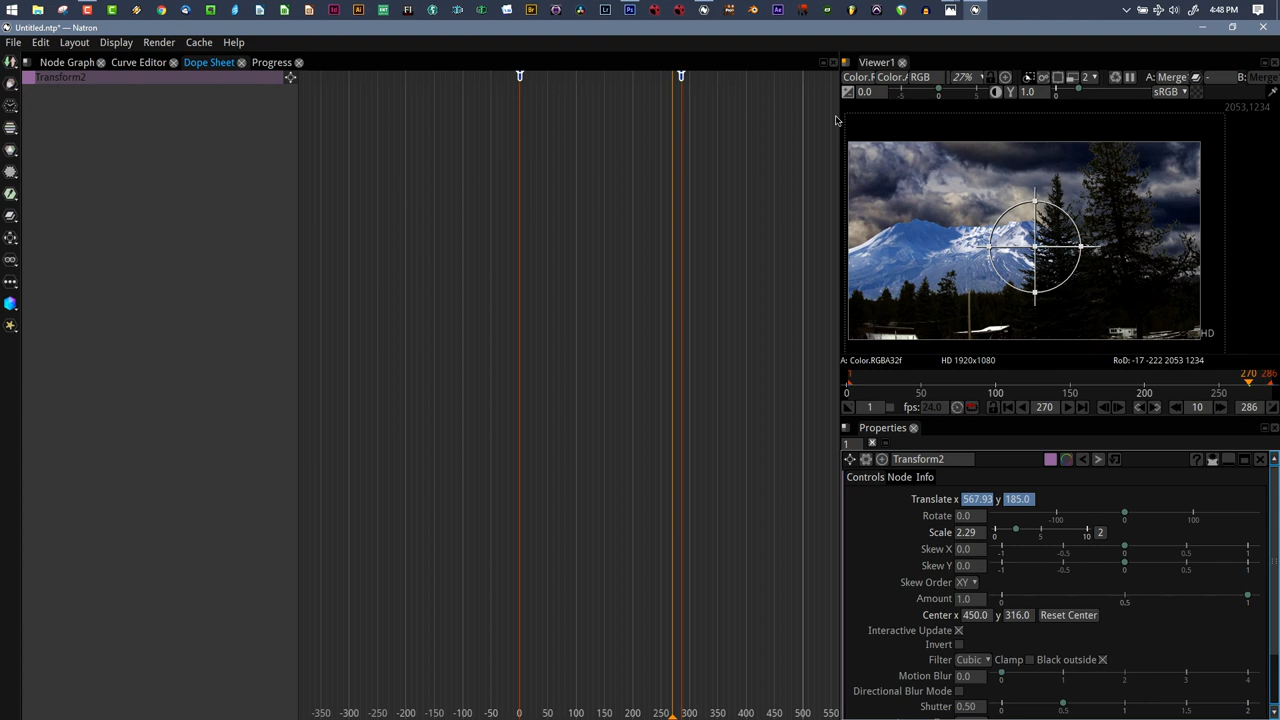 4:48 PM
Untitled.ntp* — Natron
File Edit Layout Display Render Cache Help
Node Graph Curve Editor Dope Sheet Progress
Transform2
-350 -300 -250 -200 -150 -100 -50 0 50 100 150 200 250 300 350 400 450 500 550
Viewer1
Color.R Color.A RGB 27% 2 A: Merge - B: Merge
0.0 -5 0 5 Y 1.0 0 sRGB
2053,1234
HD
A: Color.RGBA32f HD 1920x1080 RoD: -17 -222 2053 1234
1 270 286
0 50 100 150 200 250
1 fps: 24.0 270 10 286
Properties
1
Transform2
Controls Node Info
Translate x 567.93 y 185.0
Rotate 0.0 -100 0 100
Scale 2.29 0 5 10 2
Skew X 0.0 -1 -0.5 0 0.5 1
Skew Y 0.0 -1 -0.5 0 0.5 1
Skew Order XY
Amount 1.0 0 0.5 1
Center x 450.0 y 316.0 Reset Center
Interactive Update
Invert
Filter Cubic Clamp Black outside
Motion Blur 0.0 0 1 2 3 4
Directional Blur Mode
Shutter 0.50 0 0.5 1 1.5 2